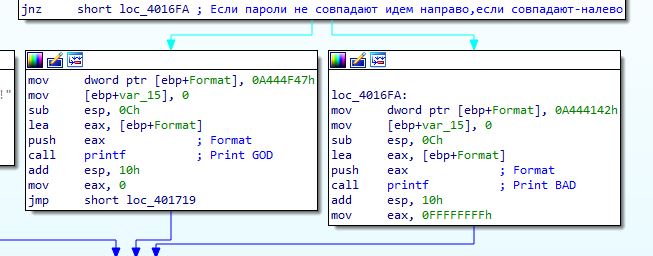 jnz     short loc_4016FA ; Если пароли не совпадают идем направо,если совпадают-налево
!"
mov     dword ptr [ebp+Format], 0A444F47h
mov     [ebp+var_15], 0
sub     esp, 0Ch
lea     eax, [ebp+Format]
push    eax             ; Format
call    printf          ; Print GOD
add     esp, 10h
mov     eax, 0
jmp     short loc_401719
loc_4016FA:
mov     dword ptr [ebp+Format], 0A444142h
mov     [ebp+var_15], 0
sub     esp, 0Ch
lea     eax, [ebp+Format]
push    eax             ; Format
call    printf          ; Print BAD
add     esp, 10h
mov     eax, 0FFFFFFFFh